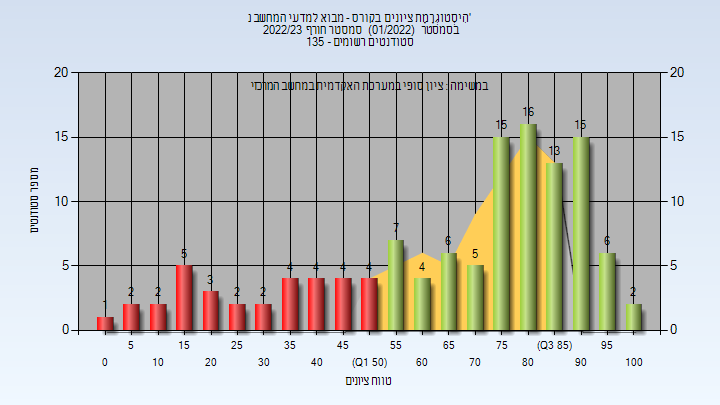 היסטוגרמת ציונים בקורס - מבוא למדעי המחשב נ'
בסמסטר (01/2022) סמסטר חורף 2022/23
סטודנטים רשומים - 135
במשימה : ציון סופי במערכת האקדמית במחשב המרכזי
20 20
15 15
10 10
5 5
0 0
מספר סטודנטים
1 2 2 5 3 2 2 4 4 4 4 7 4 6 5 15 16 13 15 6 2
5 15 25 35 45 55 65 75 (Q3 85) 95
0 10 20 30 40 (Q1 50) 60 70 80 90 100
טווח ציונים